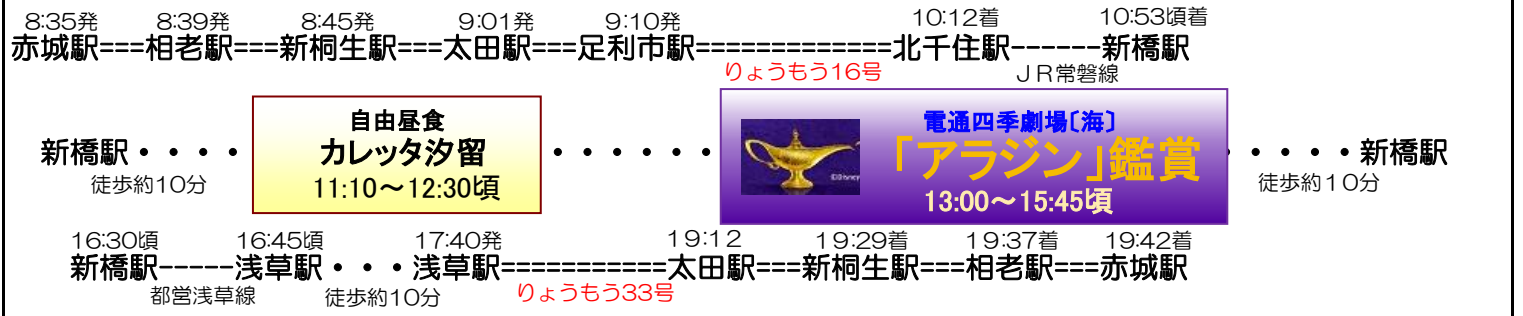 8:35発 8:39発 8:45発 9:01発 9:10発 10:12着 10:53頃着
赤城駅===相老駅===新桐生駅===太田駅===足利市駅=============北千住駅------新橋駅
りょうもう16号 JR常磐線
自由昼食
カレッタ汐留
11:10～12:30頃
電通四季劇場〔海〕
「アラジン」鑑賞
13:00～15:45頃
©Disney
新橋駅・・・・ ・・・・・・ ・・・・新橋駅
徒歩約10分 徒歩約10分
16:30頃 16:45頃 17:40発 19:12 19:29着 19:37着 19:42着
新橋駅-----浅草駅・・・浅草駅===========太田駅===新桐生駅===相老駅===赤城駅
都営浅草線 徒歩約10分 りょうもう33号